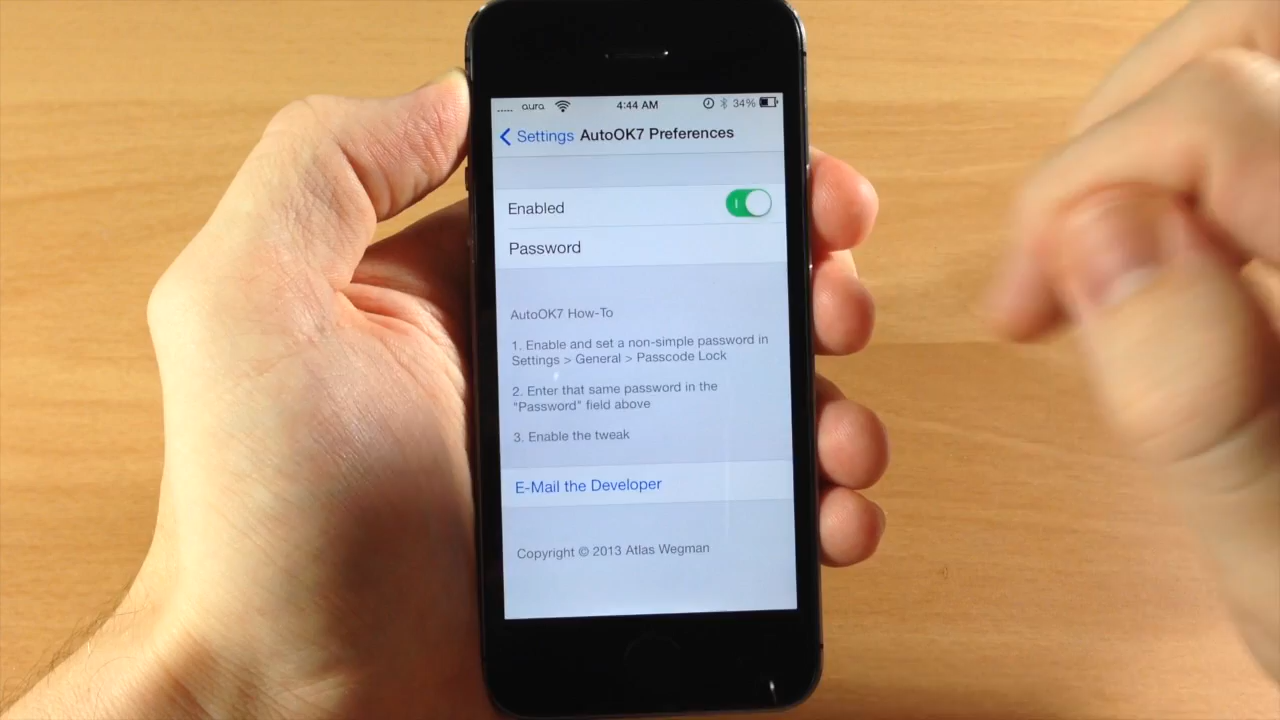 aura 4:44 AM 34%
Settings AutoOK7 Preferences
Enabled
Password
AutoOK7 How-To
1. Enable and set a non-simple password in
Settings > General > Passcode Lock
2. Enter that same password in the
"Password" field above
3. Enable the tweak
E-Mail the Developer
Copyright © 2013 Atlas Wegman